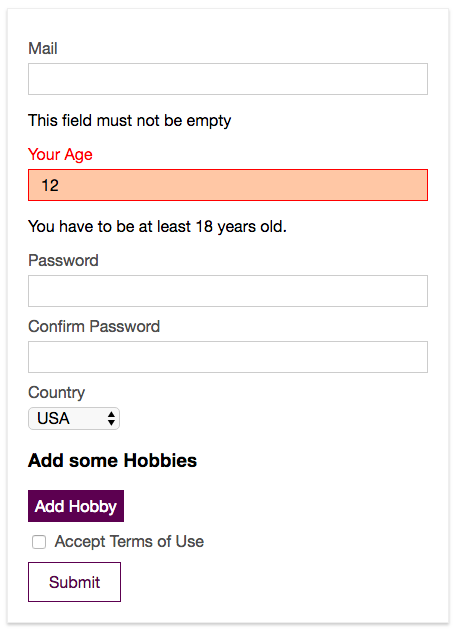 Mail
This field must not be empty
Your Age
12
You have to be at least 18 years old.
Password
Confirm Password
Country
USA
Add some Hobbies
Add Hobby
Accept Terms of Use
Submit